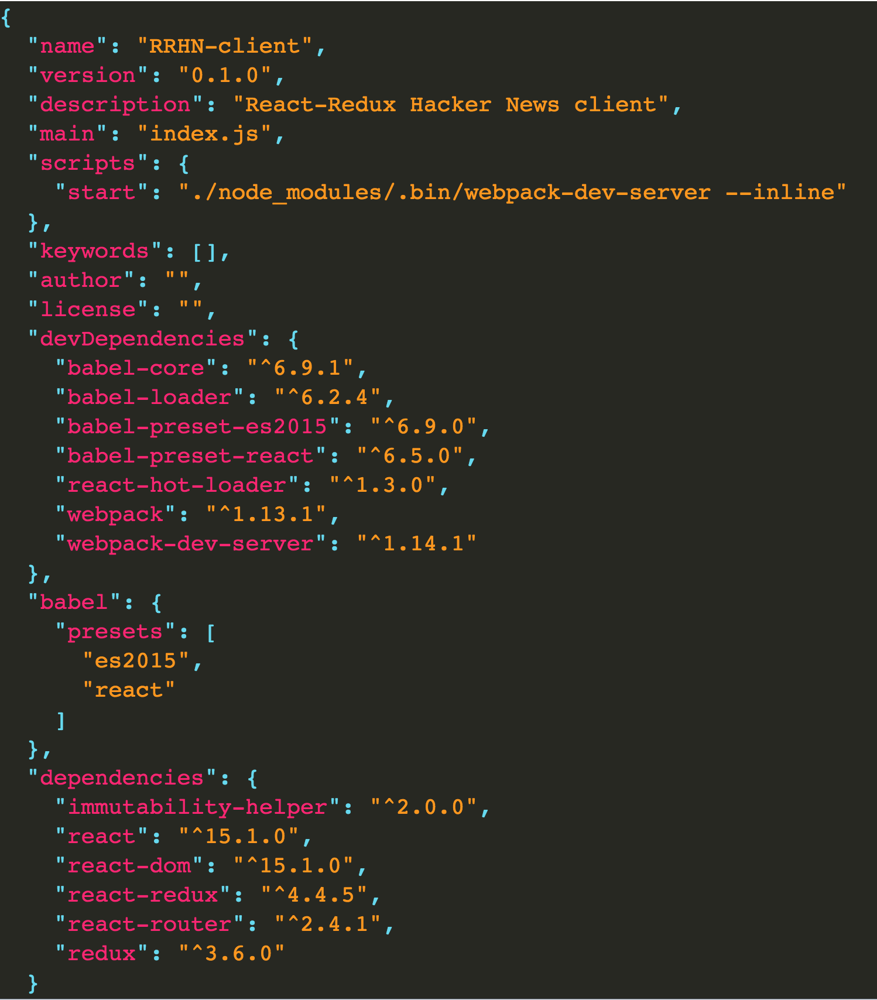 {
  "name": "RRHN-client",
  "version": "0.1.0",
  "description": "React-Redux Hacker News client",
  "main": "index.js",
  "scripts": {
    "start": "./node_modules/.bin/webpack-dev-server --inline"
  },
  "keywords": [],
  "author": "",
  "license": "",
  "devDependencies": {
    "babel-core": "^6.9.1",
    "babel-loader": "^6.2.4",
    "babel-preset-es2015": "^6.9.0",
    "babel-preset-react": "^6.5.0",
    "react-hot-loader": "^1.3.0",
    "webpack": "^1.13.1",
    "webpack-dev-server": "^1.14.1"
  },
  "babel": {
    "presets": [
      "es2015",
      "react"
    ]
  },
  "dependencies": {
    "immutability-helper": "^2.0.0",
    "react": "^15.1.0",
    "react-dom": "^15.1.0",
    "react-redux": "^4.4.5",
    "react-router": "^2.4.1",
    "redux": "^3.6.0"
  }